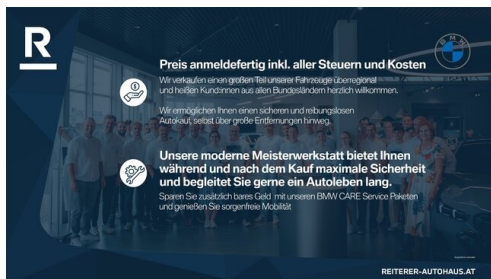 R
BMW
Preis anmeldefertig inkl. aller Steuern und Kosten
Wir verkaufen einen großen Teil unserer Fahrzeuge überregional
und heißen Kund:innen aus allen Bundesländern herzlich willkommen.
Wir ermöglichen Ihnen einen sicheren und reibungslosen
Autokauf, selbst über große Entfernungen hinweg.
Unsere moderne Meisterwerkstatt bietet Ihnen
während und nach dem Kauf maximale Sicherheit
und begleitet Sie gerne ein Autoleben lang.
Sparen Sie zusätzlich bares Geld mit unseren BMW CARE Service Paketen
und genießen Sie sorgenfreie Mobilität
REITERER-AUTOHAUS.AT